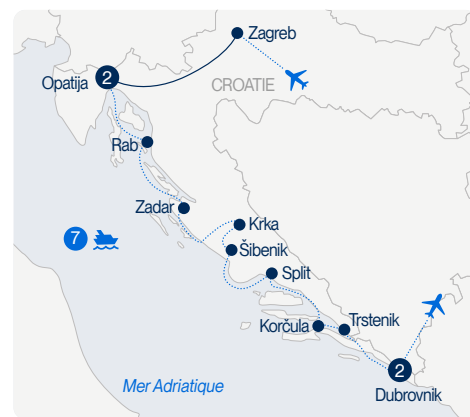 Zagreb
Opatija
2
CROATIE
Rab
Zadar
Krka
7
Šibenik
Split
Korčula
Trstenik
2
Dubrovnik
Mer Adriatique